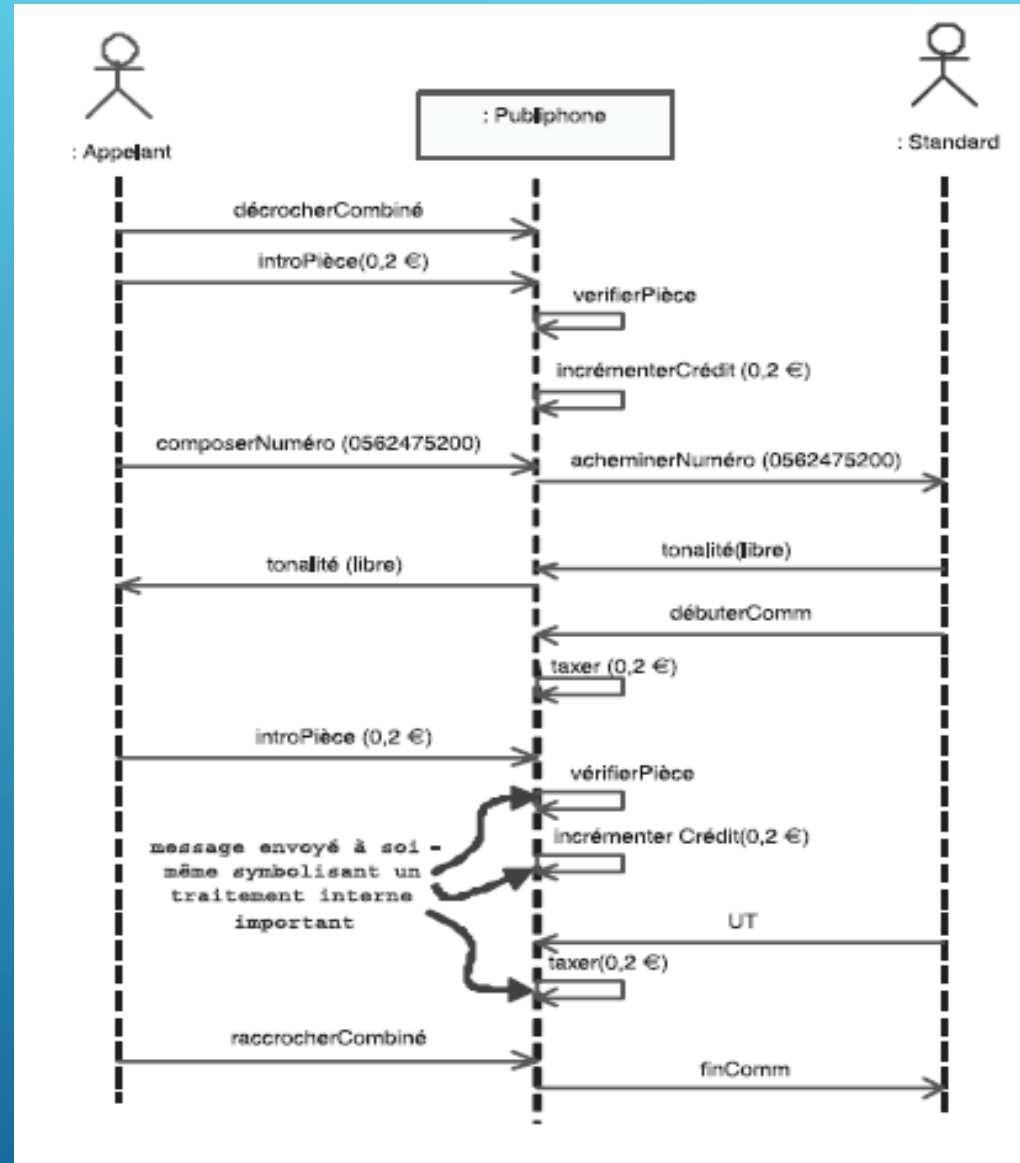 : Appelant
: Publiphone
: Standard
décrocherCombiné
introPièce(0,2 €)
verifierPièce
incrémenterCrédit (0,2 €)
composerNuméro (0562475200)
acheminerNuméro (0562475200)
tonalité(libre)
tonalité (libre)
débuterComm
taxer (0,2 €)
introPièce (0,2 €)
vérifierPièce
incrémenter Crédit(0,2 €)
message envoyé à soi -
même symbolisant un
traitement interne
important
UT
taxer(0,2 €)
raccrocherCombiné
finComm